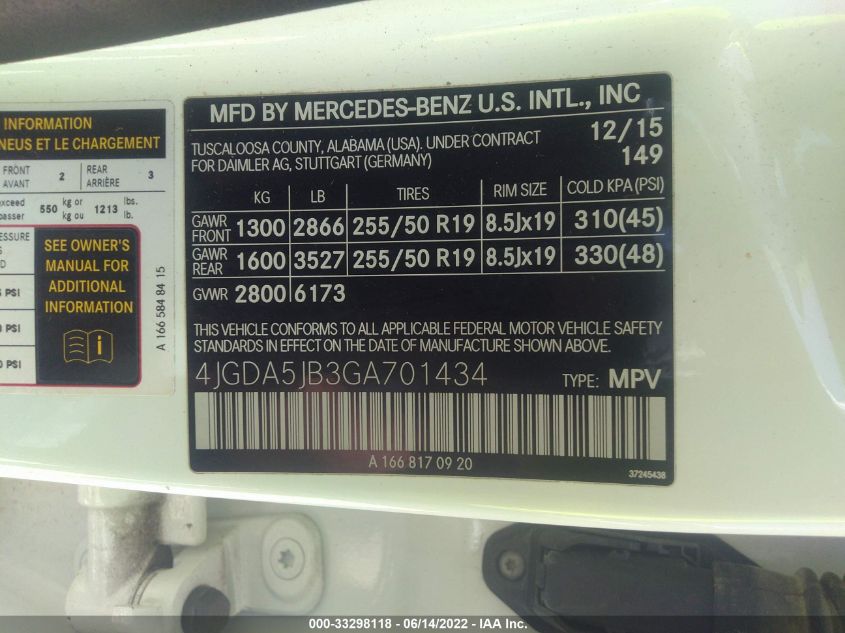 INFORMATION
NEUS ET LE CHARGEMENT
FRONT AVANT 2 REAR ARRIÈRE 3
exceed passer 550 kg or kg ou 1213 lbs. lb.
SEE OWNER'S
MANUAL FOR
ADDITIONAL
INFORMATION
PSI
PSI
PSI
A 166 584 84 15
MFD BY MERCEDES-BENZ U.S. INTL., INC
TUSCALOOSA COUNTY, ALABAMA (USA). UNDER CONTRACT 12/15
FOR DAIMLER AG, STUTTGART (GERMANY) 149
KG LB TIRES RIM SIZE COLD KPA (PSI)
GAWR FRONT 1300 2866 255/50 R19 8.5Jx19 310(45)
GAWR REAR 1600 3527 255/50 R19 8.5Jx19 330(48)
GVWR 2800 6173
THIS VEHICLE CONFORMS TO ALL APPLICABLE FEDERAL MOTOR VEHICLE SAFETY
STANDARDS IN EFFECT ON THE DATE OF MANUFACTURE SHOWN ABOVE.
4JGDA5JB3GA701434 TYPE: MPV
A 166 817 09 20
37245438
000-33298118 - 06/14/2022 - IAA Inc.